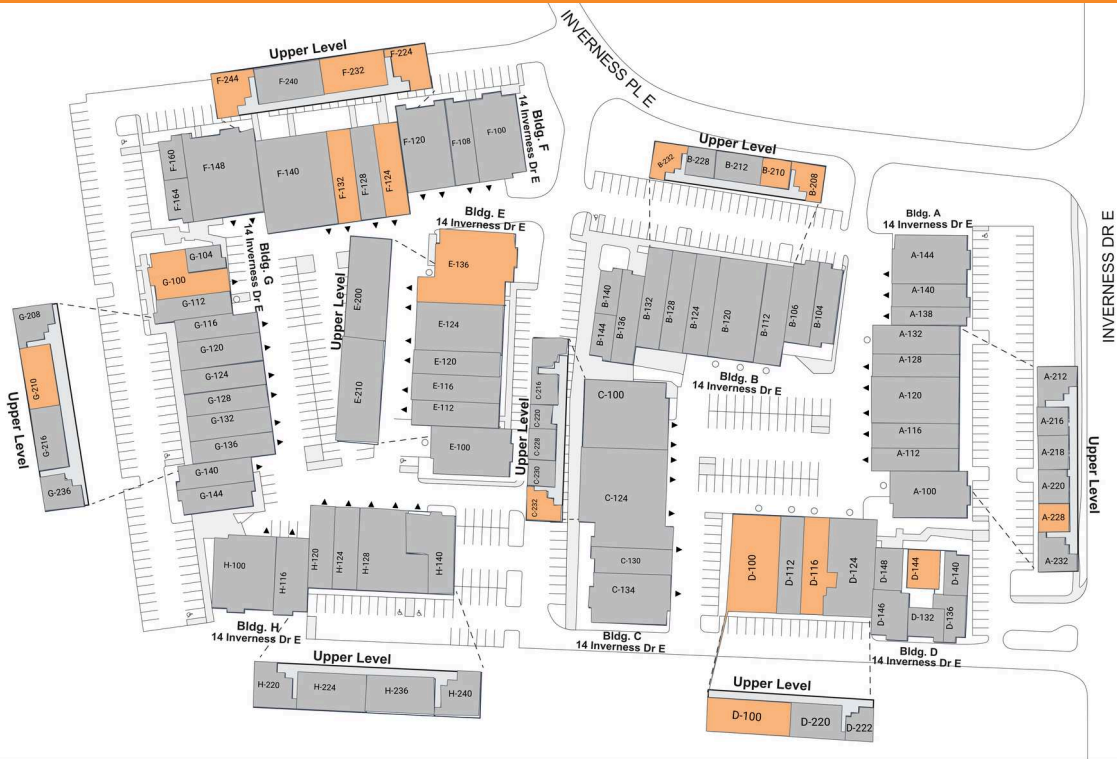 INVERNESS PL E
INVERNESS DR E
Upper Level
F-244
F-240
F-232
F-224
F-160
F-164
F-148
F-140
F-132
F-128
F-124
F-120
F-108
F-100
Bldg. F
14 Inverness Dr E
Upper Level
B-232
B-228
B-212
B-210
B-208
Bldg. E
14 Inverness Dr E
E-136
E-124
E-120
E-116
E-112
E-100
Upper Level
E-200
E-210
Bldg. G
14 Inverness Dr E
G-104
G-100
G-112
G-116
G-120
G-124
G-128
G-132
G-136
G-140
G-144
Upper Level
G-208
G-210
G-216
G-236
B-140
B-144
B-136
B-132
B-128
B-124
B-120
B-112
B-106
B-104
Bldg. B
14 Inverness Dr E
Bldg. A
14 Inverness Dr E
A-144
A-140
A-138
A-132
A-128
A-120
A-116
A-112
A-100
Upper Level
A-212
A-216
A-218
A-220
A-228
A-232
Upper Level
C-216
C-220
C-228
C-230
C-232
C-100
C-124
C-130
C-134
Bldg. C
14 Inverness Dr E
H-100
H-116
H-120
H-124
H-128
H-140
Bldg. H
14 Inverness Dr E
Upper Level
H-220
H-224
H-236
H-240
D-100
D-112
D-116
D-124
D-148
D-144
D-140
D-146
D-132
D-136
Bldg. D
14 Inverness Dr E
Upper Level
D-100
D-220
D-222